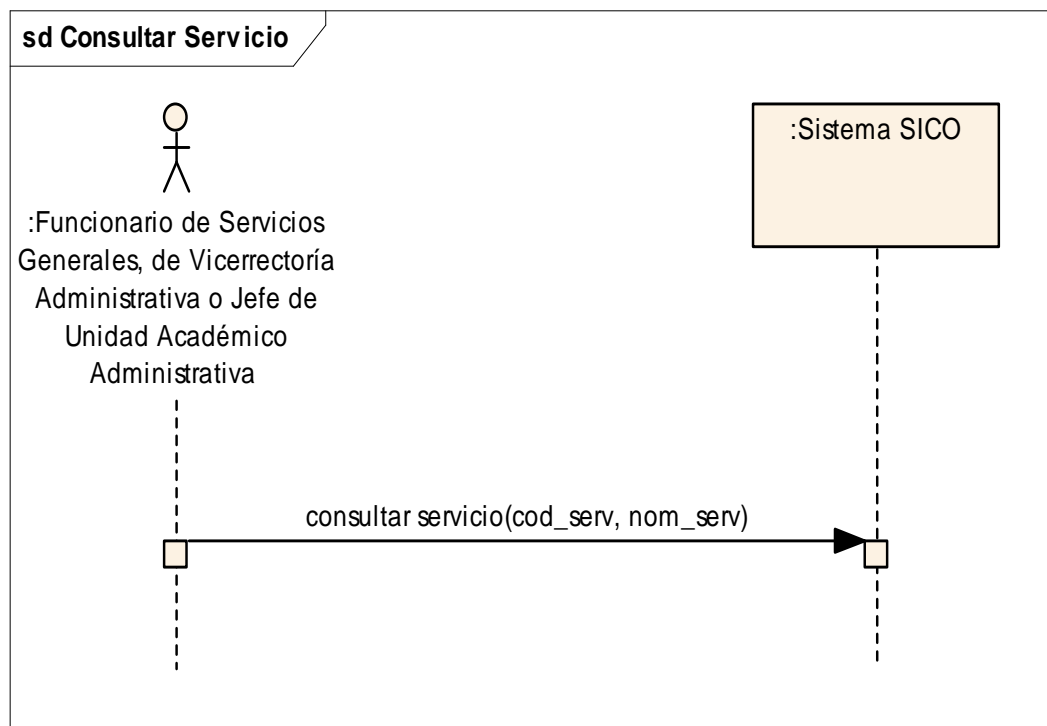 sd Consultar Servicio
:Funcionario de Servicios
Generales, de Vicerrectoría
Administrativa o Jefe de
Unidad Académico
Administrativa
:Sistema SICO
consultar servicio(cod_serv, nom_serv)